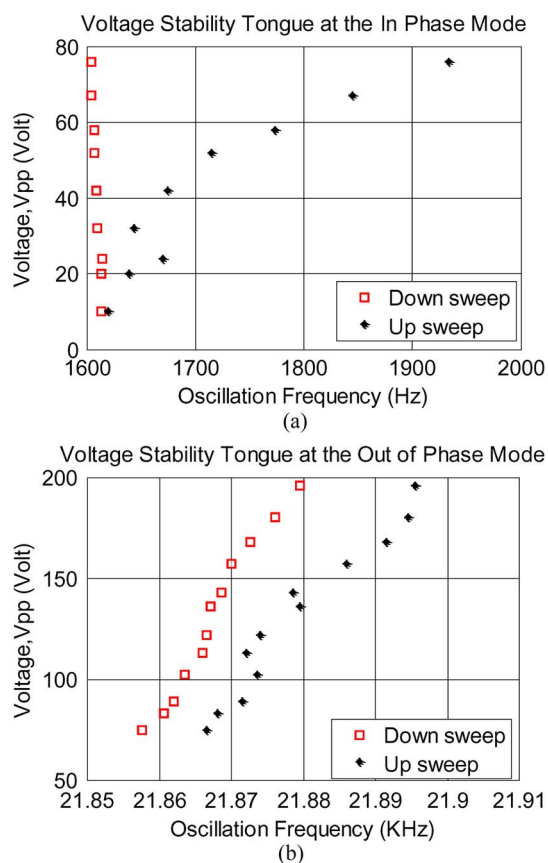 Voltage Stability Tongue at the In Phase Mode
80
60
40
20
0
Voltage,Vpp (Volt)
Down sweep
Up sweep
1600 1700 1800 1900 2000
Oscillation Frequency (Hz)
(a)
Voltage Stability Tongue at the Out of Phase Mode
200
150
100
50
Voltage,Vpp (Volt)
Down sweep
Up sweep
21.85 21.86 21.87 21.88 21.89 21.9 21.91
Oscillation Frequency (KHz)
(b)